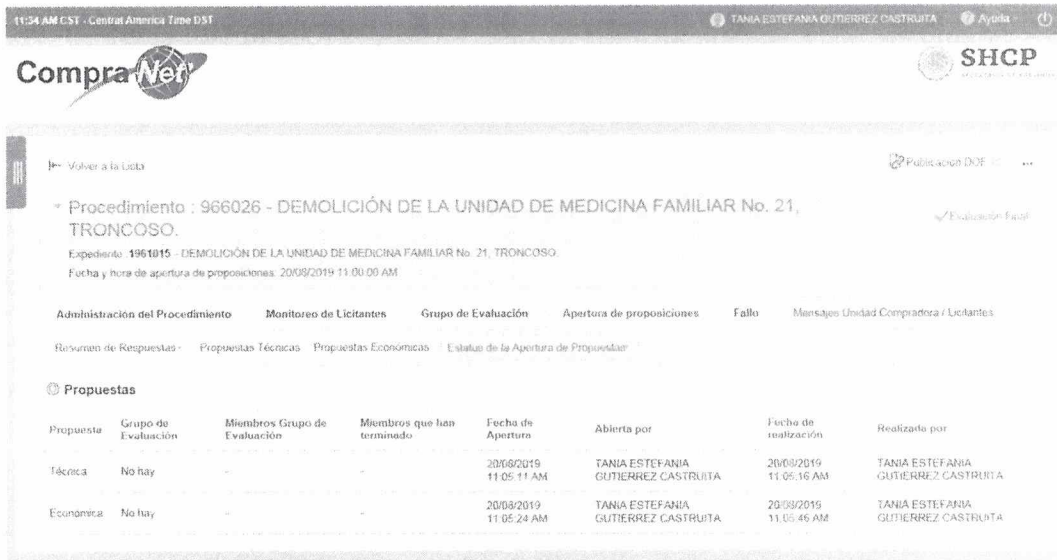 11:34 AM CST - Central America Time DST
TANIA ESTEFANIA GUTIERREZ CASTRUITA Ayuda
CompraNet
SHCP
Volver a la Lista
Publicación DOF ...
Procedimiento : 966026 - DEMOLICIÓN DE LA UNIDAD DE MEDICINA FAMILIAR No. 21,
TRONCOSO.
Evaluación Final
Expediente 1961015 - DEMOLICIÓN DE LA UNIDAD DE MEDICINA FAMILIAR No. 21, TRONCOSO.
Fecha y hora de apertura de proposiciones: 20/08/2019 11:00:00 AM
Administración del Procedimiento Monitoreo de Licitantes Grupo de Evaluación Apertura de proposiciones Fallo Mensajes Unidad Compradora / Licitantes
Resumen de Respuestas Propuestas Técnicas Propuestas Económicas Estatus de la Apertura de Propuestas
Propuestas
Propuesta Grupo de Evaluación Miembros Grupo de Evaluación Miembros que han terminado Fecha de Apertura Abierta por Fecha de realización Realizada por
Técnica No hay - - 20/08/2019 11:05:11 AM TANIA ESTEFANIA GUTIERREZ CASTRUITA 20/08/2019 11:05:16 AM TANIA ESTEFANIA GUTIERREZ CASTRUITA
Económica No hay - - 20/08/2019 11:05:24 AM TANIA ESTEFANIA GUTIERREZ CASTRUITA 20/08/2019 11:05:46 AM TANIA ESTEFANIA GUTIERREZ CASTRUITA